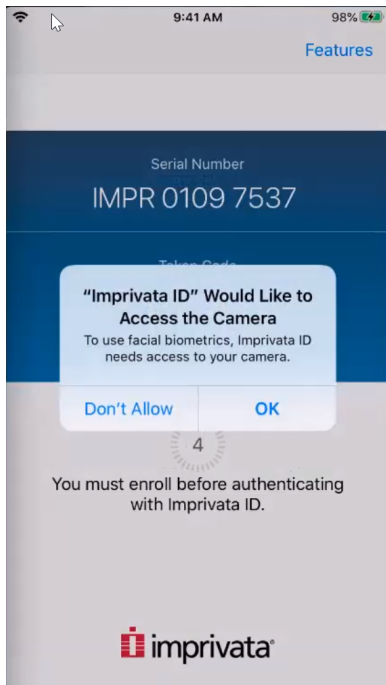 9:41 AM
98%
Features
Serial Number
IMPR 0109 7537
Token Code
"Imprivata ID" Would Like to
Access the Camera
To use facial biometrics, Imprivata ID
needs access to your camera.
Don't Allow
OK
4
You must enroll before authenticating
with Imprivata ID.
imprivata®